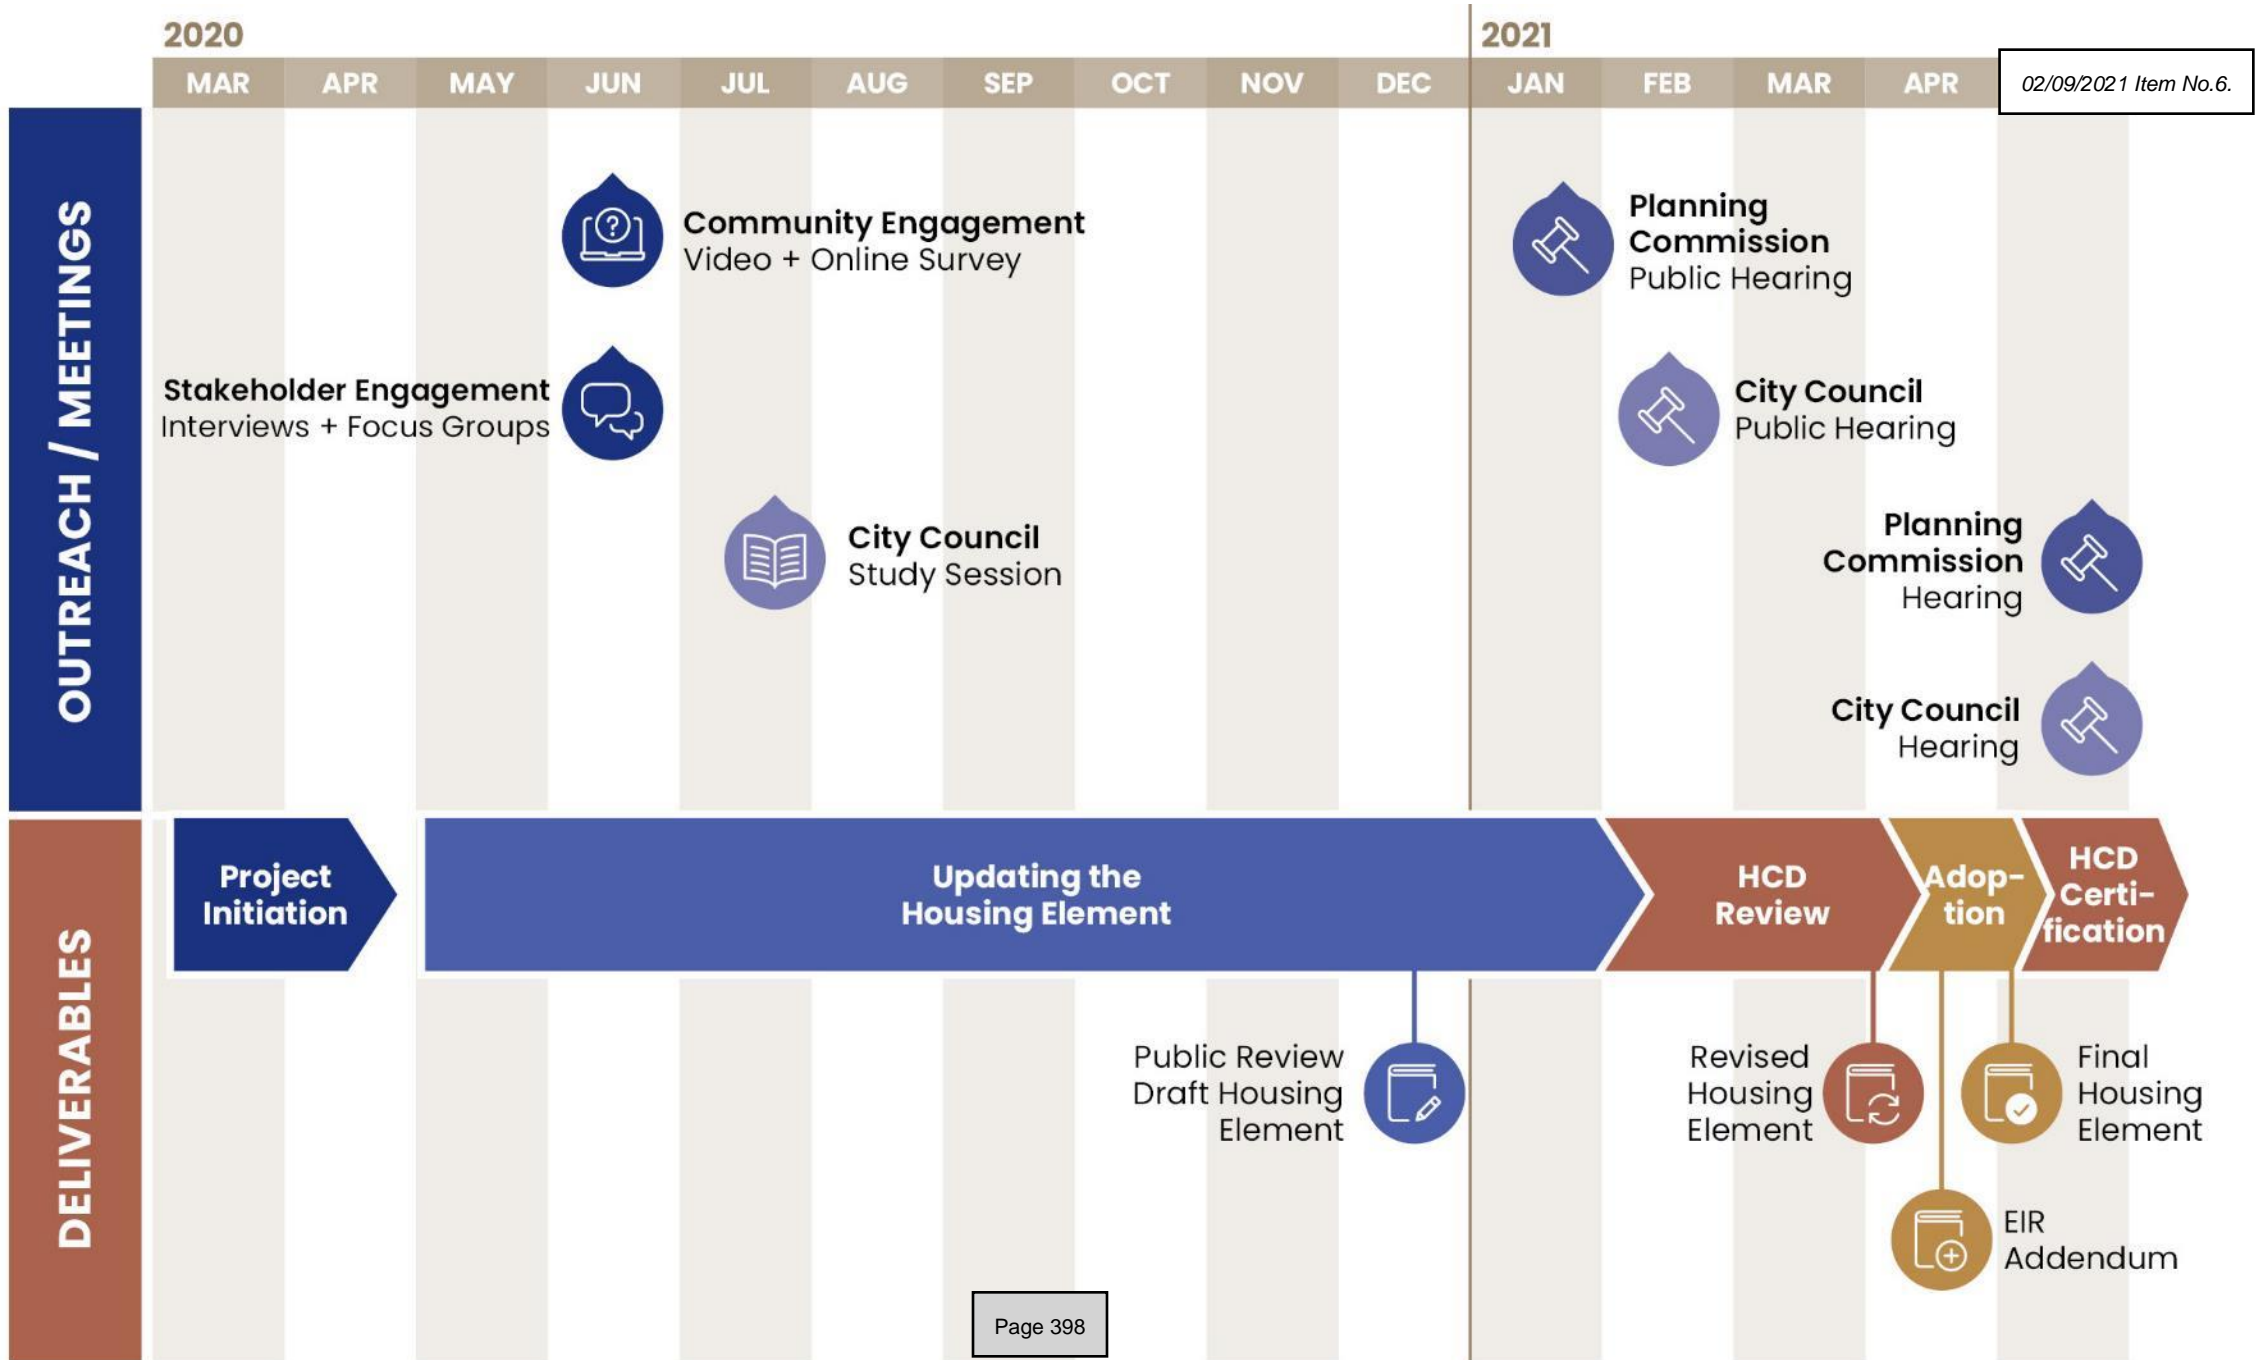 2020
2021
MAR APR MAY JUN JUL AUG SEP OCT NOV DEC JAN FEB MAR APR
02/09/2021 Item No.6.
OUTREACH / MEETINGS
Community Engagement
Video + Online Survey
Stakeholder Engagement
Interviews + Focus Groups
City Council
Study Session
Planning
Commission
Public Hearing
City Council
Public Hearing
Planning
Commission
Hearing
City Council
Hearing
DELIVERABLES
Project
Initiation
Updating the
Housing Element
HCD
Review
Adop-
tion
HCD
Certi-
fication
Public Review
Draft Housing
Element
Revised
Housing
Element
Final
Housing
Element
EIR
Addendum
Page 398